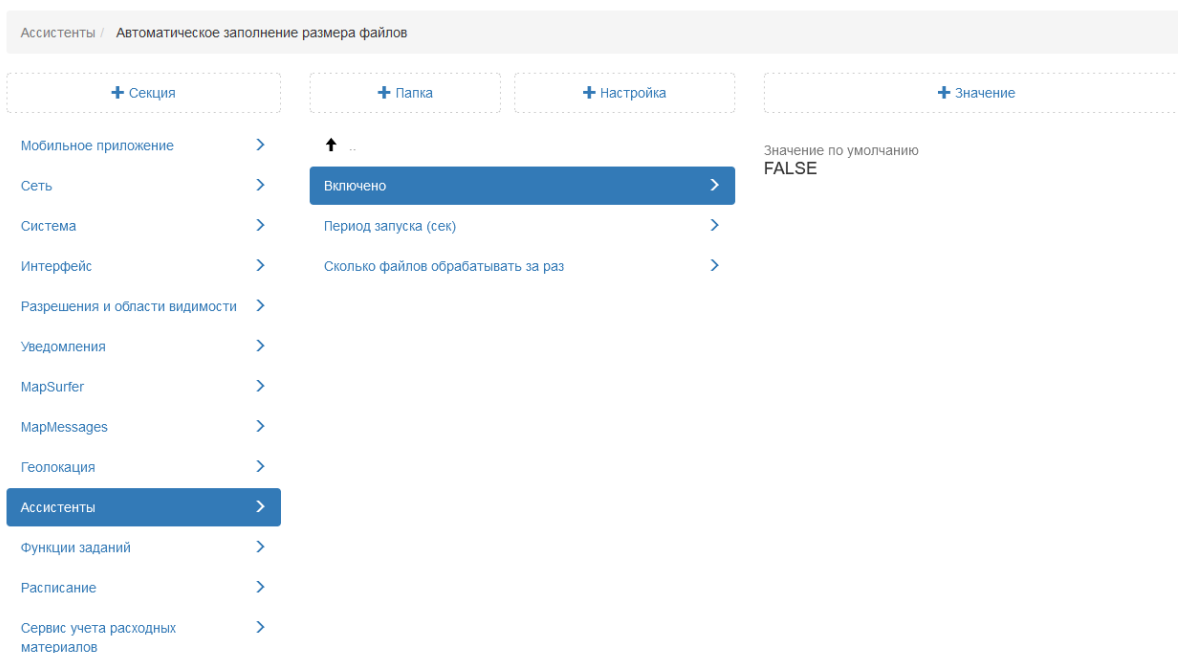 Ассистенты / Автоматическое заполнение размера файлов
+ Секция
+ Папка
+ Настройка
+ Значение
Мобильное приложение
Сеть
Система
Интерфейс
Разрешения и области видимости
Уведомления
MapSurfer
MapMessages
Геолокация
Ассистенты
Функции заданий
Расписание
Сервис учета расходных
материалов
..
Включено
Период запуска (сек)
Сколько файлов обрабатывать за раз
Значение по умолчанию
FALSE